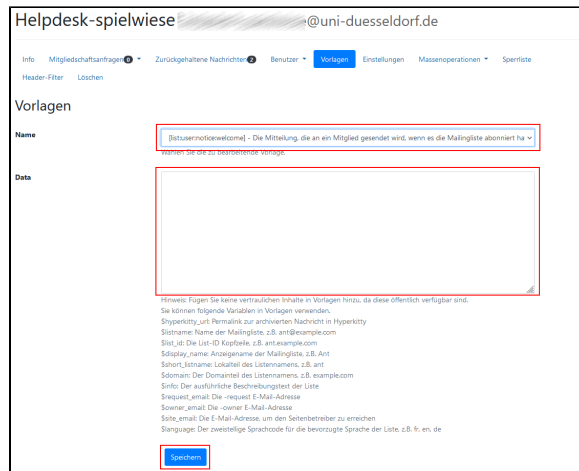 Helpdesk-spielwiese @uni-duesseldorf.de
Info Mitgliedschaftsanfragen 0 Zurückgehaltene Nachrichten 2 Benutzer Vorlagen Einstellungen Massenoperationen Sperrliste
Header-Filter Löschen
Vorlagen
Name
[list:user:notice:welcome] - Die Mitteilung, die an ein Mitglied gesendet wird, wenn es die Mailingliste abonniert ha
Wählen Sie die zu bearbeitende Vorlage.
Data
Hinweis: Fügen Sie keine vertraulichen Inhalte in Vorlagen hinzu, da diese öffentlich verfügbar sind.
Sie können folgende Variablen in Vorlagen verwenden.
$hyperkitty_url: Permalink zur archivierten Nachricht in Hyperkitty
$listname: Name der Mailingliste, z.B. ant@example.com
$list_id: Die List-ID Kopfzeile, z.B. ant.example.com
$display_name: Anzeigename der Mailingliste, z.B. Ant
$short_listname: Lokalteil des Listennamens, z.B. ant
$domain: Der Domainteil des Listennamens, z.B. example.com
$info: Der ausführliche Beschreibungstext der Liste
$request_email: Die -request E-Mail-Adresse
$owner_email: Die -owner E-Mail-Adresse
$site_email: Die E-Mail-Adresse, um den Seitenbetreiber zu erreichen
$language: Der zweistellige Sprachcode für die bevorzugte Sprache der Liste, z.B. fr, en, de
Speichern